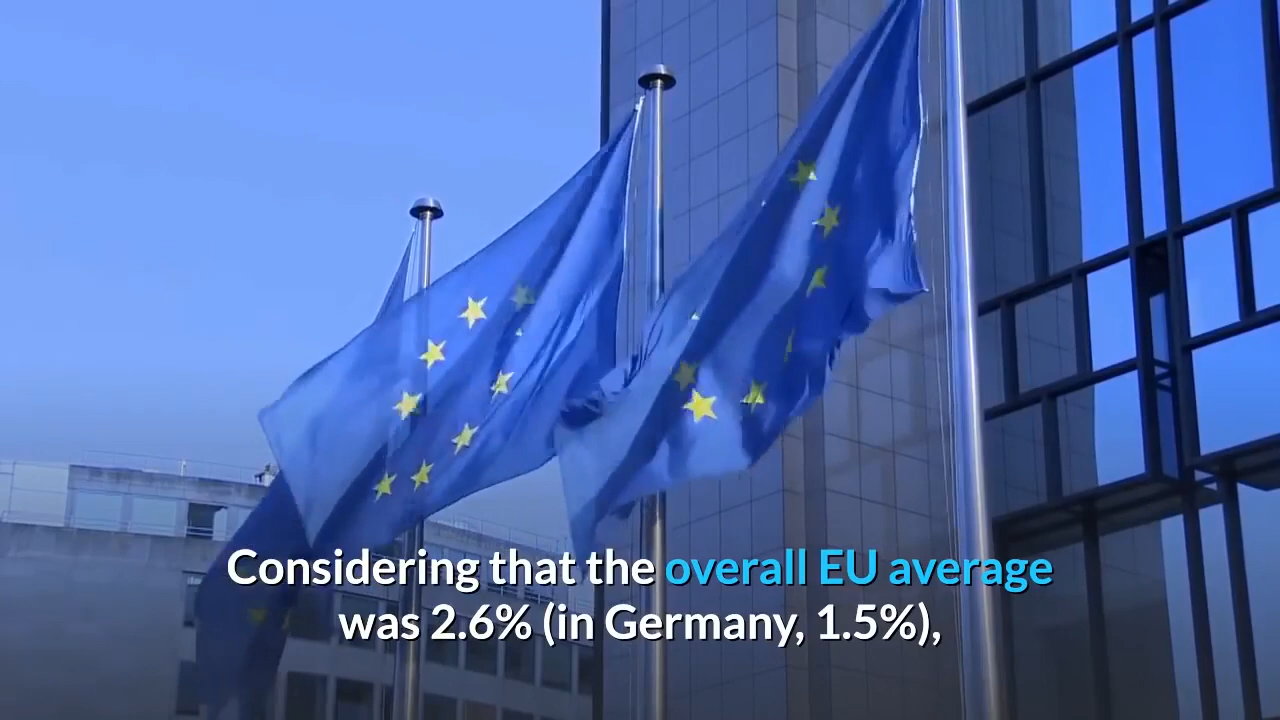 Considering that the overall EU average
was 2.6% (in Germany, 1.5%),